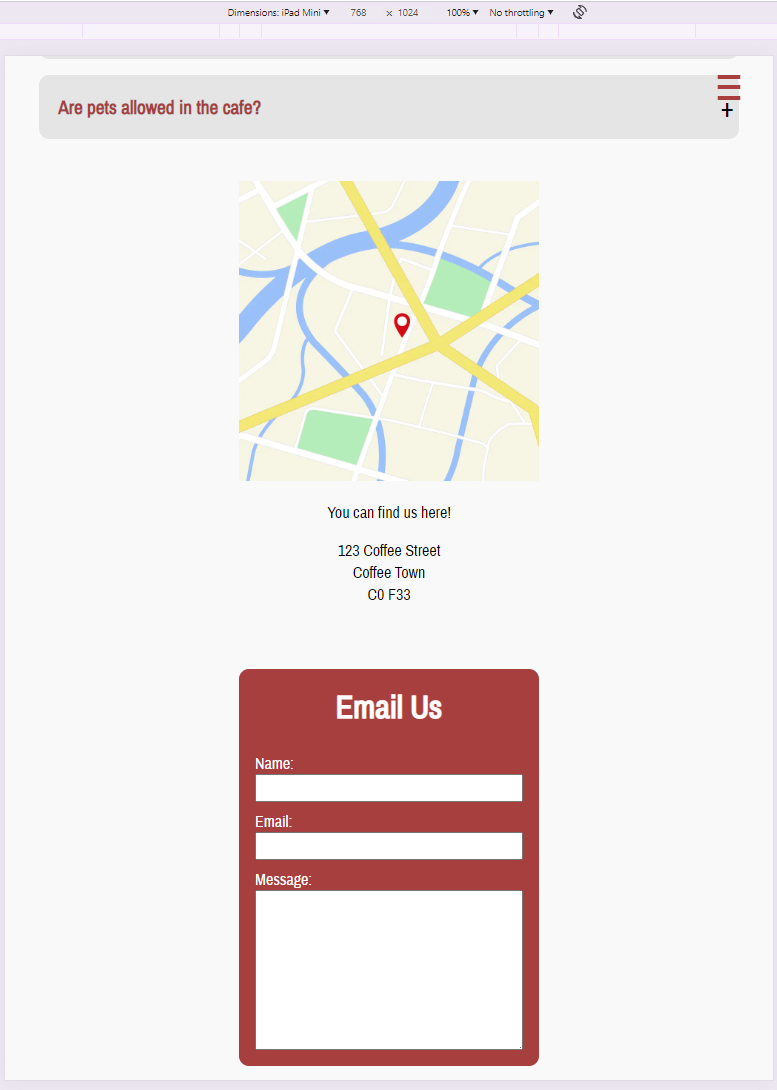 Dimensions: iPad Mini ▼ 768 × 1024 100% ▼ No throttling ▼
Are pets allowed in the cafe?
+
You can find us here!
123 Coffee Street
Coffee Town
C0 F33
Email Us
Name:
Email:
Message: